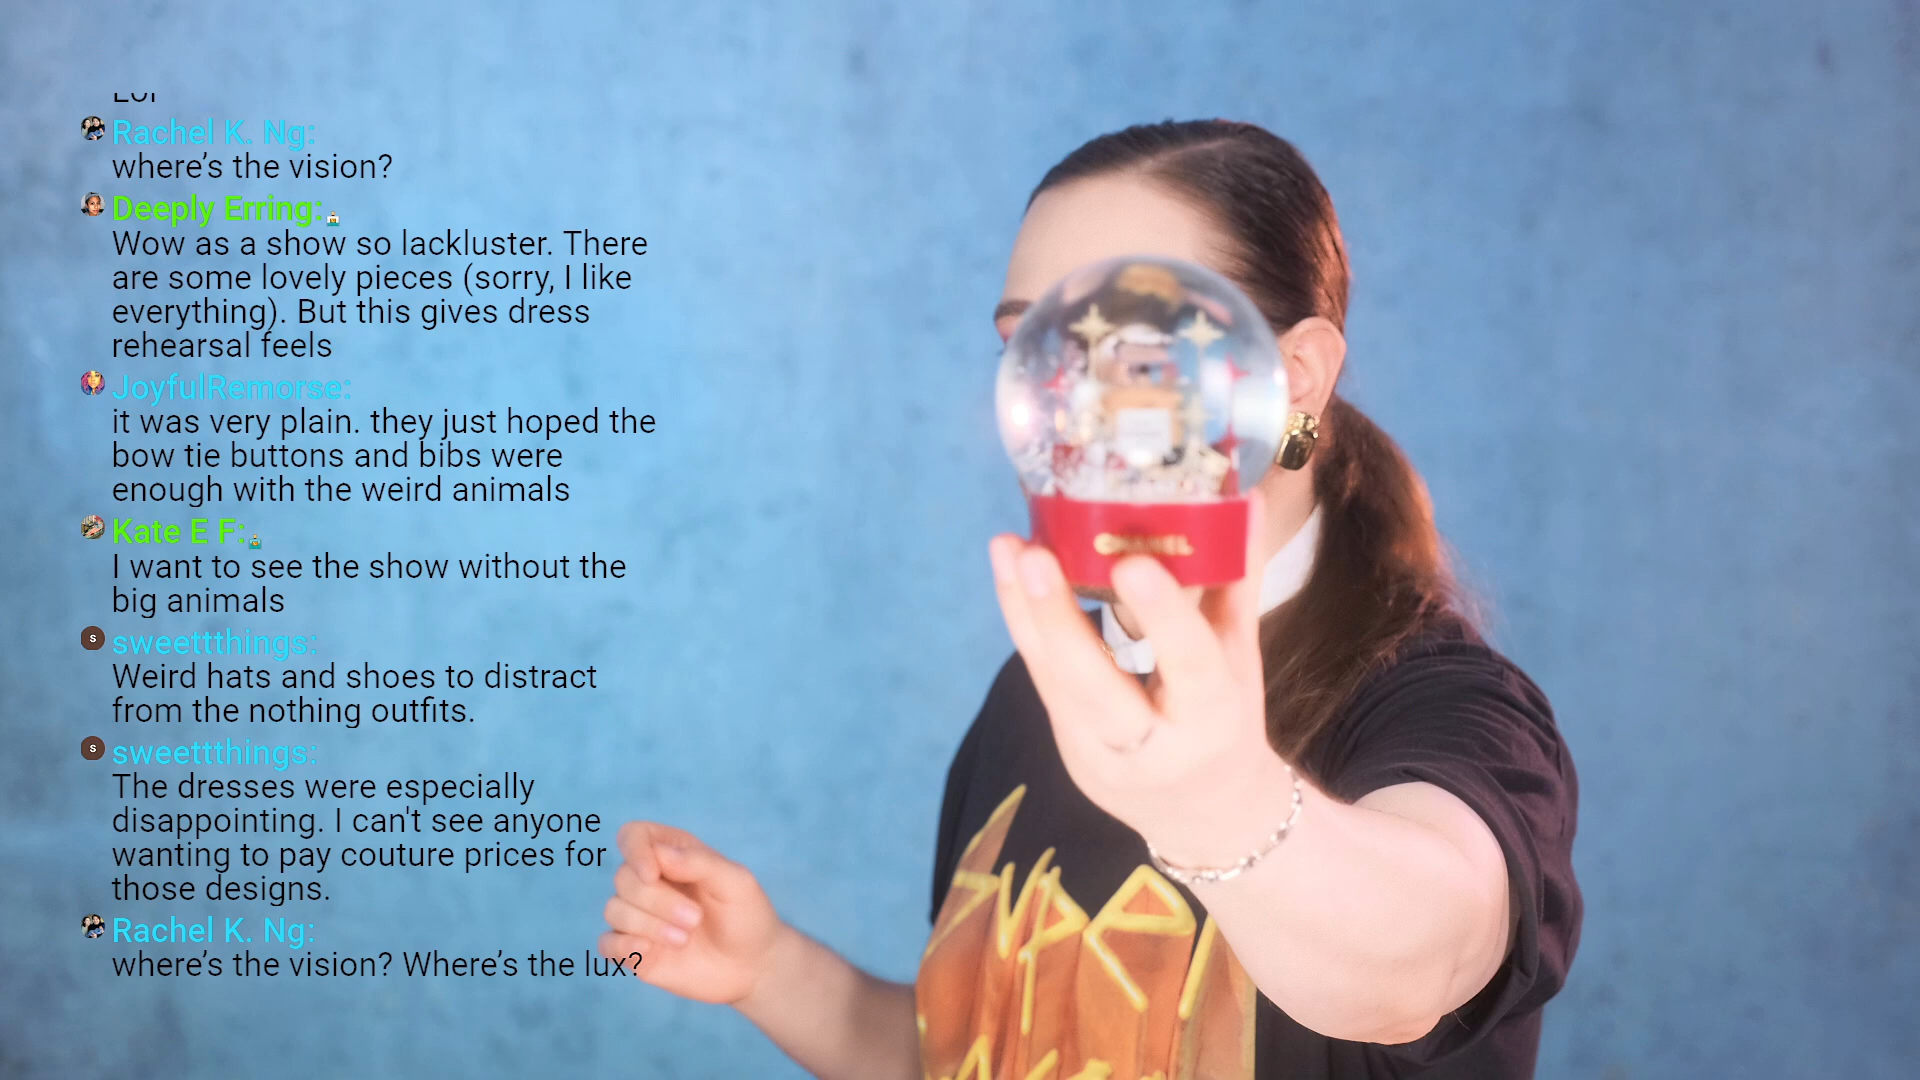 Rachel K. Ng:
where’s the vision?
Deeply Erring:
Wow as a show so lackluster. There
are some lovely pieces (sorry, I like
everything). But this gives dress
rehearsal feels
JoyfulRemorse:
it was very plain. they just hoped the
bow tie buttons and bibs were
enough with the weird animals
Kate E F:
I want to see the show without the
big animals
S sweettthings:
Weird hats and shoes to distract
from the nothing outfits.
S sweettthings:
The dresses were especially
disappointing. I can't see anyone
wanting to pay couture prices for
those designs.
Rachel K. Ng:
where’s the vision? Where’s the lux?
CHANEL
Super